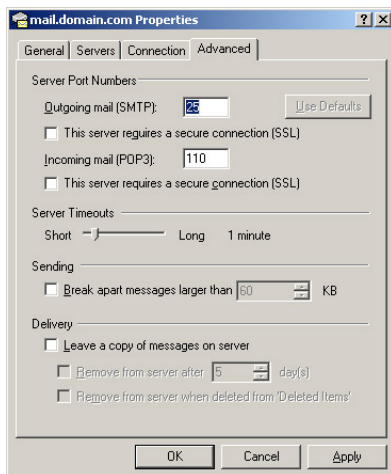 mail.domain.com Properties
General Servers Connection Advanced
Server Port Numbers
Outgoing mail (SMTP): 25 Use Defaults
This server requires a secure connection (SSL)
Incoming mail (POP3): 110
This server requires a secure connection (SSL)
Server Timeouts
Short Long 1 minute
Sending
Break apart messages larger than 60 KB
Delivery
Leave a copy of messages on server
Remove from server after 5 day(s)
Remove from server when deleted from 'Deleted Items'
OK Cancel Apply